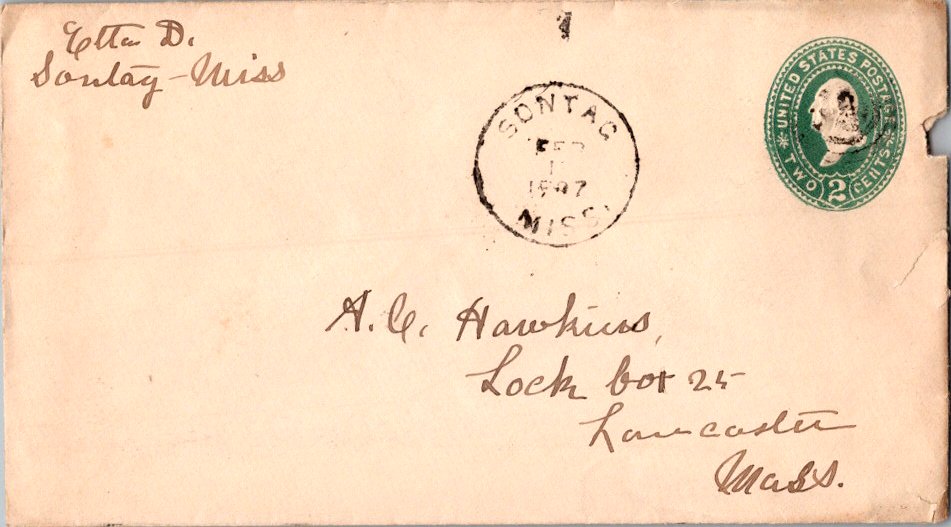 Etta D.
Sontag-Miss
SONTAG
FEB
1
1897
MISS.
UNITED STATES POSTAGE
TWO 2 CENTS
A. C. Hawkins,
Lock box 25
Lancaster
Mass.